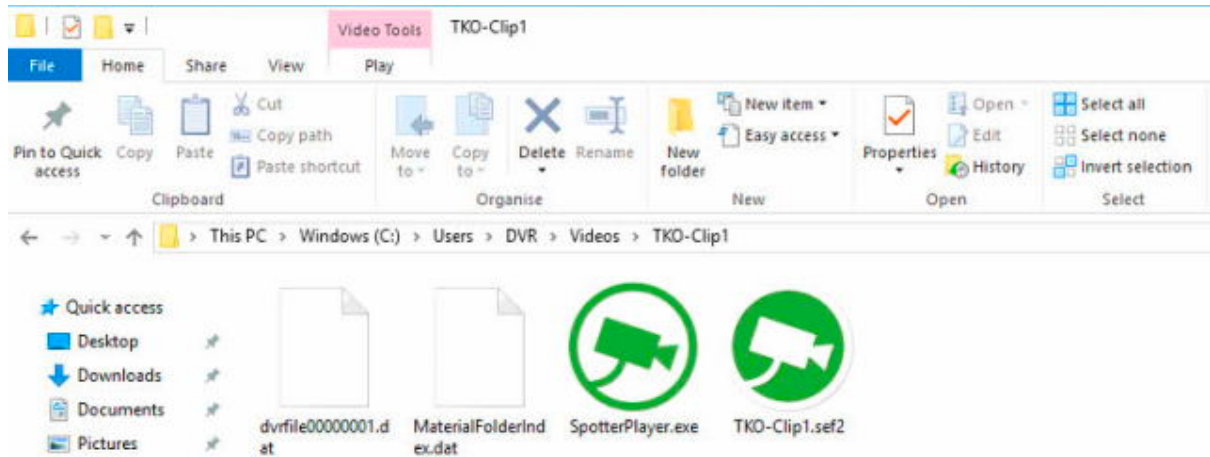 Video Tools TKO-Clip1
File Home Share View Play
Pin to Quick access
Copy
Paste
Cut
Copy path
Paste shortcut
Clipboard
Move to
Copy to
Delete
Rename
Organise
New folder
New item
Easy access
New
Properties
Open
Edit
History
Open
Select all
Select none
Invert selection
Select
This PC > Windows (C:) > Users > DVR > Videos > TKO-Clip1
Quick access
Desktop
Downloads
Documents
Pictures
dvrfile00000001.d
at
MaterialFolderInd
ex.dat
SpotterPlayer.exe
TKO-Clip1.sef2